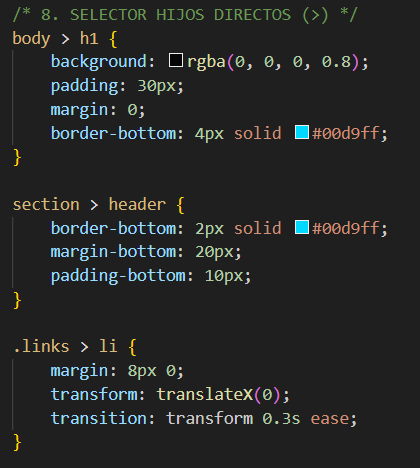 /* 8. SELECTOR HIJOS DIRECTOS (>) */
body > h1 {
    background: rgba(0, 0, 0, 0.8);
    padding: 30px;
    margin: 0;
    border-bottom: 4px solid #00d9ff;
}

section > header {
    border-bottom: 2px solid #00d9ff;
    margin-bottom: 20px;
    padding-bottom: 10px;
}

.links > li {
    margin: 8px 0;
    transform: translateX(0);
    transition: transform 0.3s ease;
}